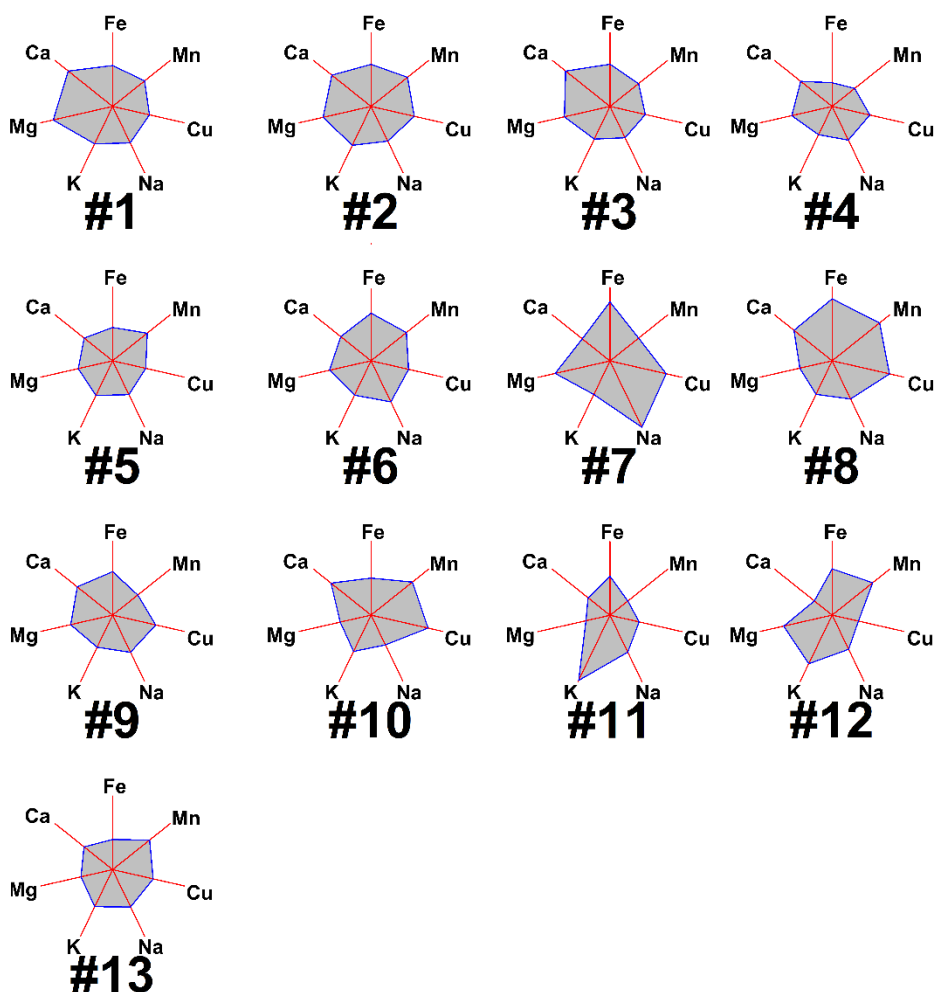 Fe Fe Fe Fe
Ca Mn Ca Mn Ca Mn Ca Mn
Mg Cu Mg Cu Mg Cu Mg Cu
K Na K Na K Na K Na
#1 #2 #3 #4
Fe Fe Fe Fe
Ca Mn Ca Mn Ca Mn Ca Mn
Mg Cu Mg Cu Mg Cu Mg Cu
K Na K Na K Na K Na
#5 #6 #7 #8
Fe Fe Fe Fe
Ca Mn Ca Mn Ca Mn Ca Mn
Mg Cu Mg Cu Mg Cu Mg Cu
K Na K Na K Na K Na
#9 #10 #11 #12
Fe
Ca Mn
Mg Cu
K Na
#13